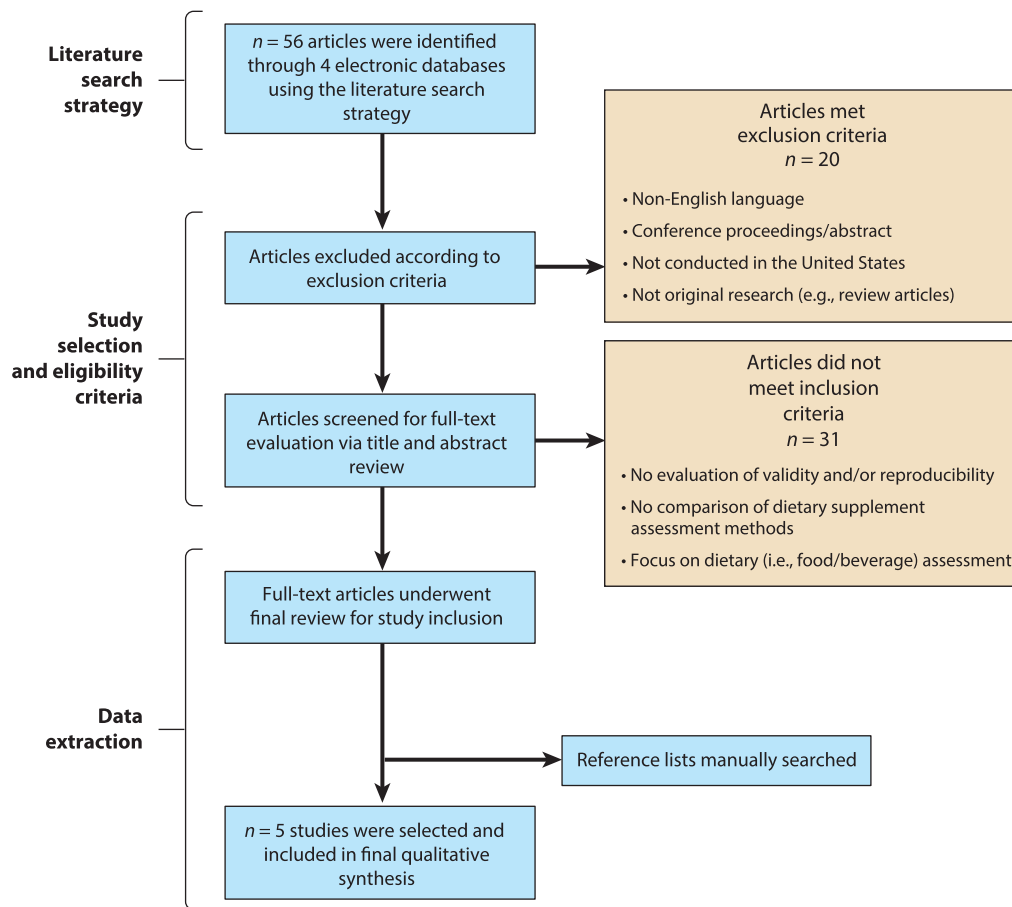 Literature
search
strategy
n = 56 articles were identified
through 4 electronic databases
using the literature search
strategy
Articles met
exclusion criteria
n = 20
• Non-English language
• Conference proceedings/abstract
• Not conducted in the United States
• Not original research (e.g., review articles)
Study
selection
and eligibility
criteria
Articles excluded according to
exclusion criteria
Articles screened for full-text
evaluation via title and abstract
review
Articles did not
meet inclusion
criteria
n = 31
• No evaluation of validity and/or reproducibility
• No comparison of dietary supplement
assessment methods
• Focus on dietary (i.e., food/beverage) assessment
Data
extraction
Full-text articles underwent
final review for study inclusion
Reference lists manually searched
n = 5 studies were selected and
included in final qualitative
synthesis